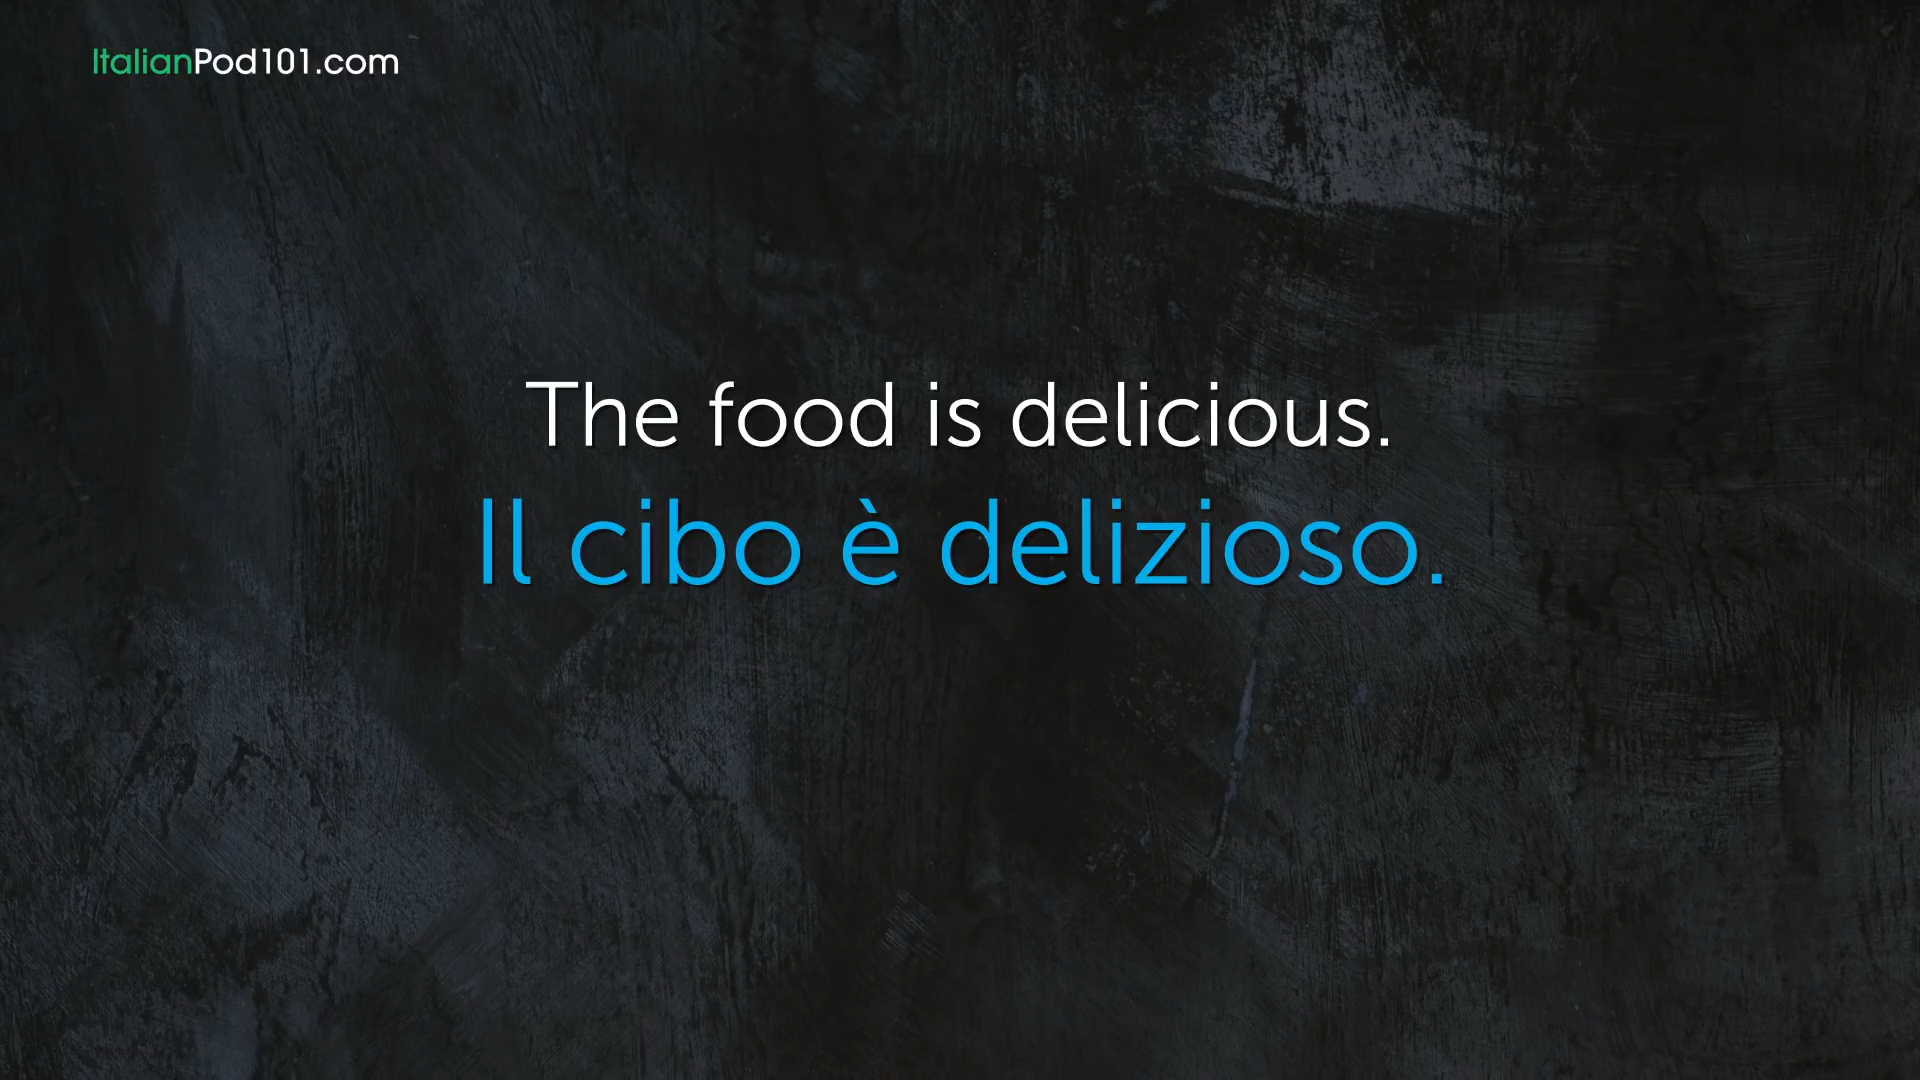 ItalianPod101.com
The food is delicious.
Il cibo è delizioso.